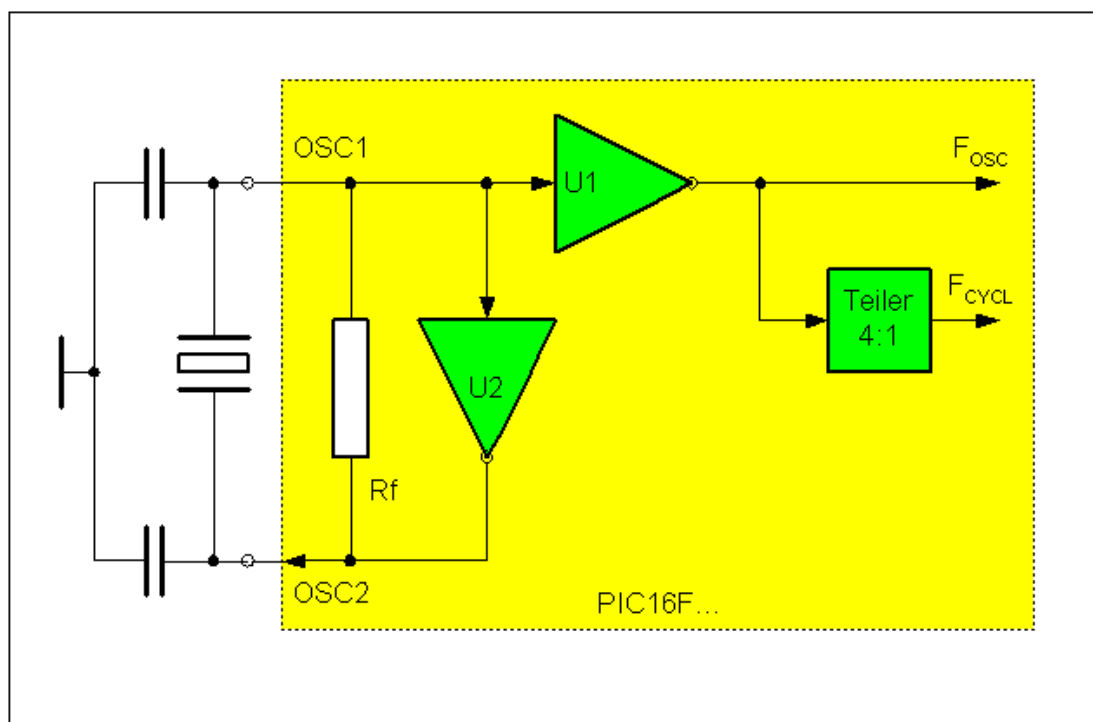 OSC1
U1
FOSC
Teiler
4:1
FCYCL
U2
Rf
OSC2
PIC16F...